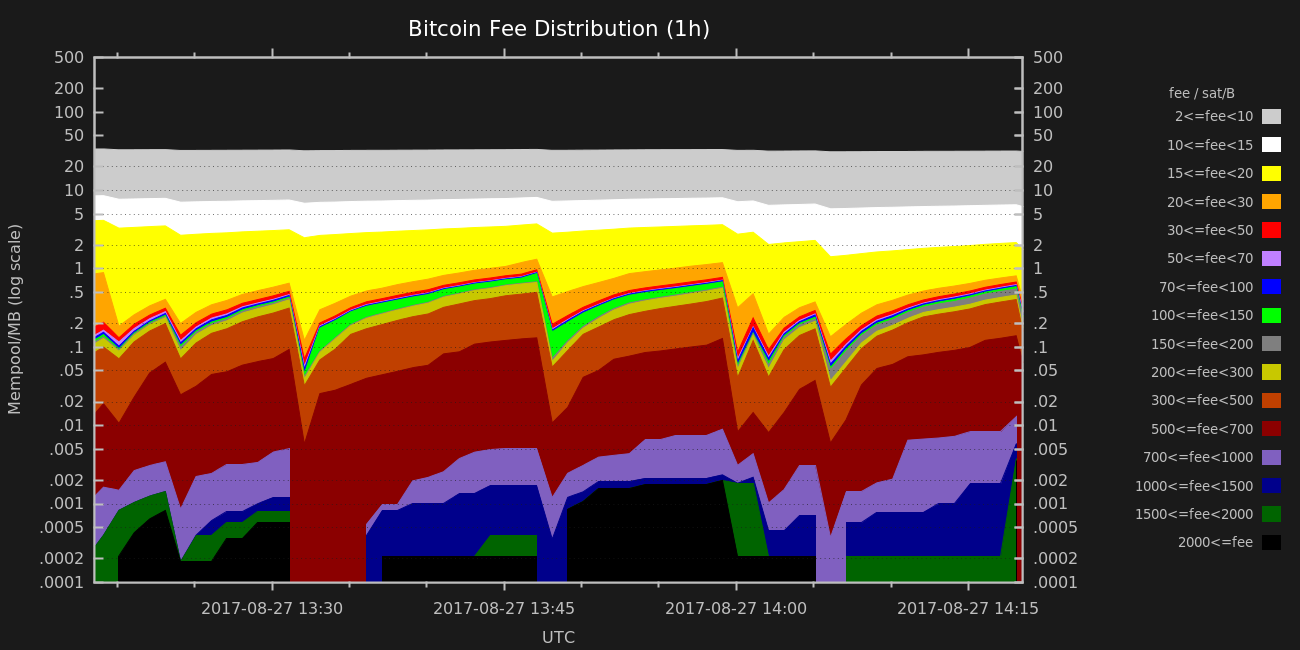 Bitcoin Fee Distribution (1h)
500
200
100
50
20
10
5
2
1
.5
.2
.1
.05
.02
.01
.005
.002
.001
.0005
.0002
.0001
Mempool/MB (log scale)
500
200
100
50
20
10
5
2
1
.5
.2
.1
.05
.02
.01
.005
.002
.001
.0005
.0002
.0001
2017-08-27 13:30
2017-08-27 13:45
2017-08-27 14:00
2017-08-27 14:15
UTC
fee / sat/B
2<=fee<10
10<=fee<15
15<=fee<20
20<=fee<30
30<=fee<50
50<=fee<70
70<=fee<100
100<=fee<150
150<=fee<200
200<=fee<300
300<=fee<500
500<=fee<700
700<=fee<1000
1000<=fee<1500
1500<=fee<2000
2000<=fee